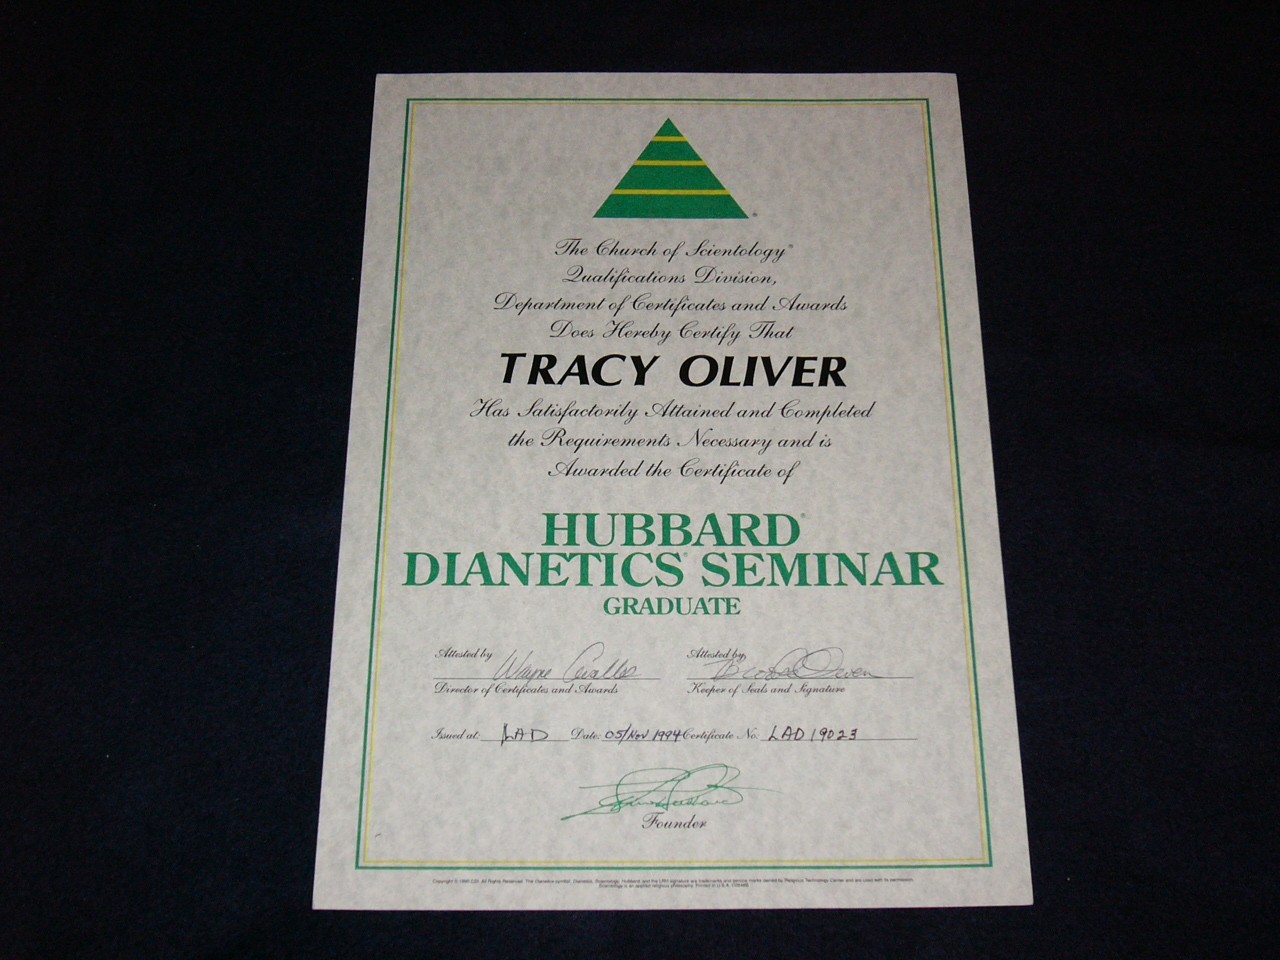 The Church of Scientology®
Qualifications Division,
Department of Certificates and Awards
Does Hereby Certify That
TRACY OLIVER
Has Satisfactorily Attained and Completed
the Requirements Necessary and is
Awarded the Certificate of
HUBBARD®
DIANETICS® SEMINAR
GRADUATE
Attested by Wayne
Director of Certificates and Awards
Attested by
Keeper of Seals and Signature
Issued at: LAD Date: 05/Nov 1994 Certificate No: LAD 19023
Founder